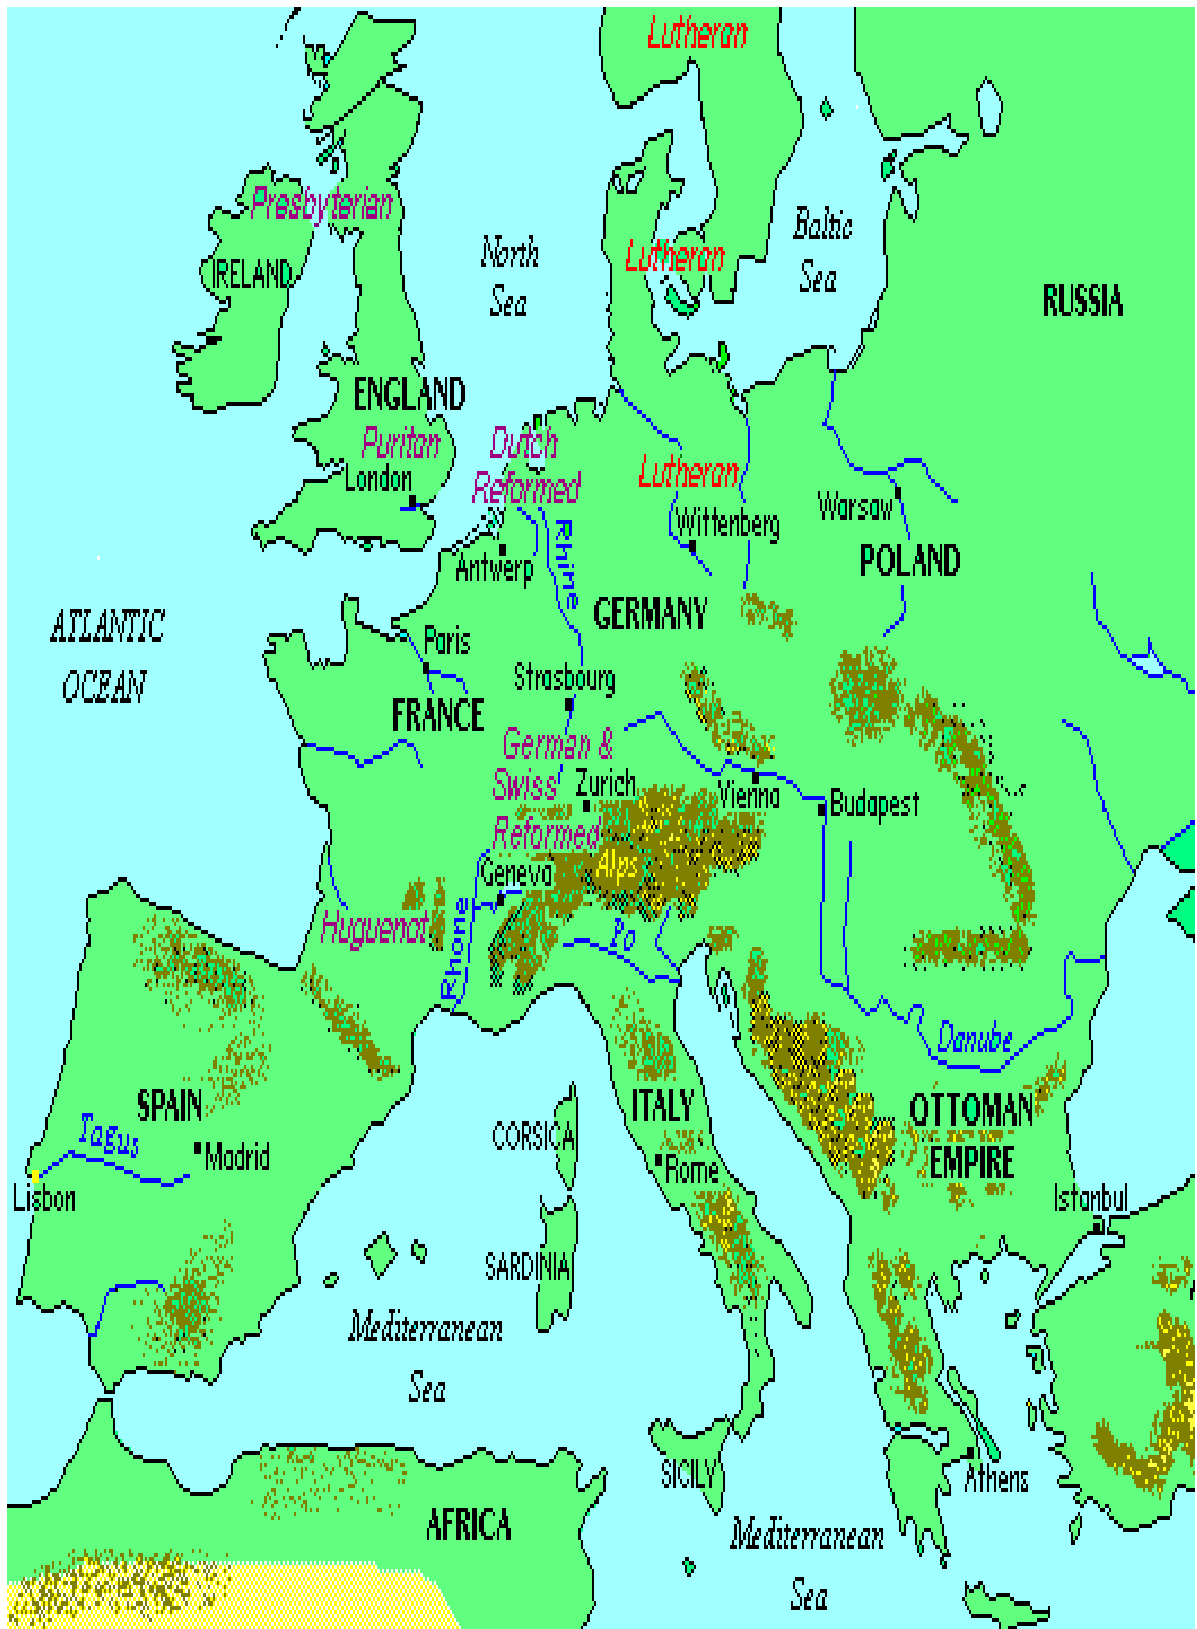 Lutheran
Presbyterian
IRELAND
North
Sea
Lutheran
Baltic
Sea
RUSSIA
ENGLAND
Puritan
London
Dutch
Reformed
Lutheran
Wittenberg
Warsaw
POLAND
Antwerp
Rhine
GERMANY
ATLANTIC
OCEAN
Paris
Strasbourg
FRANCE
German &
Swiss
Reformed
Zurich
Vienna
Budapest
Alps
Geneva
Huguenot
Rhone
Po
Danube
SPAIN
Tagus
Madrid
Lisbon
CORSICA
ITALY
Rome
OTTOMAN
EMPIRE
Istanbul
SARDINIA
Mediterranean
Sea
SICILY
Athens
AFRICA
Mediterranean
Sea